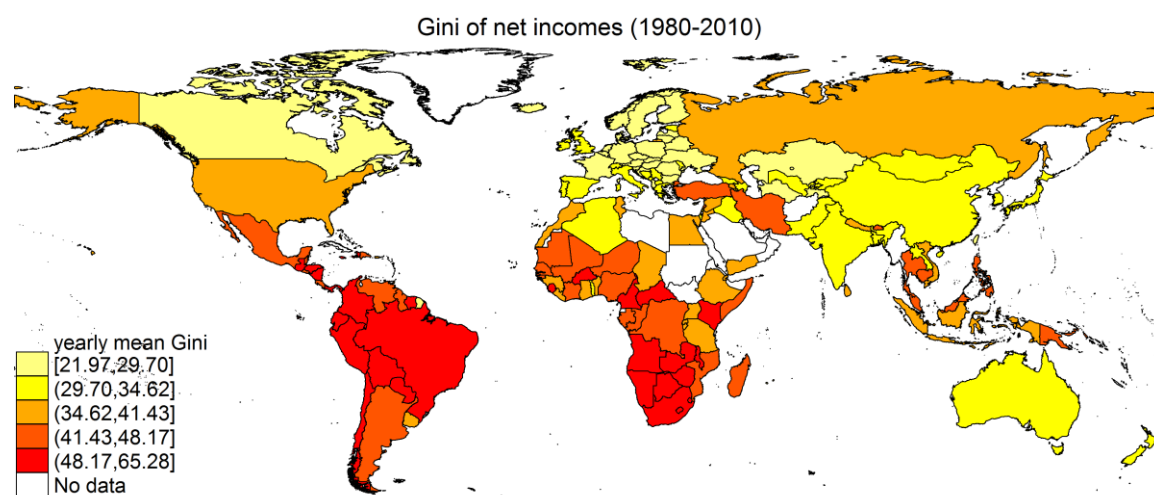 Gini of net incomes (1980-2010)
yearly mean Gini
[21.97,29.70]
(29.70,34.62]
(34.62,41.43]
(41.43,48.17]
(48.17,65.28]
No data